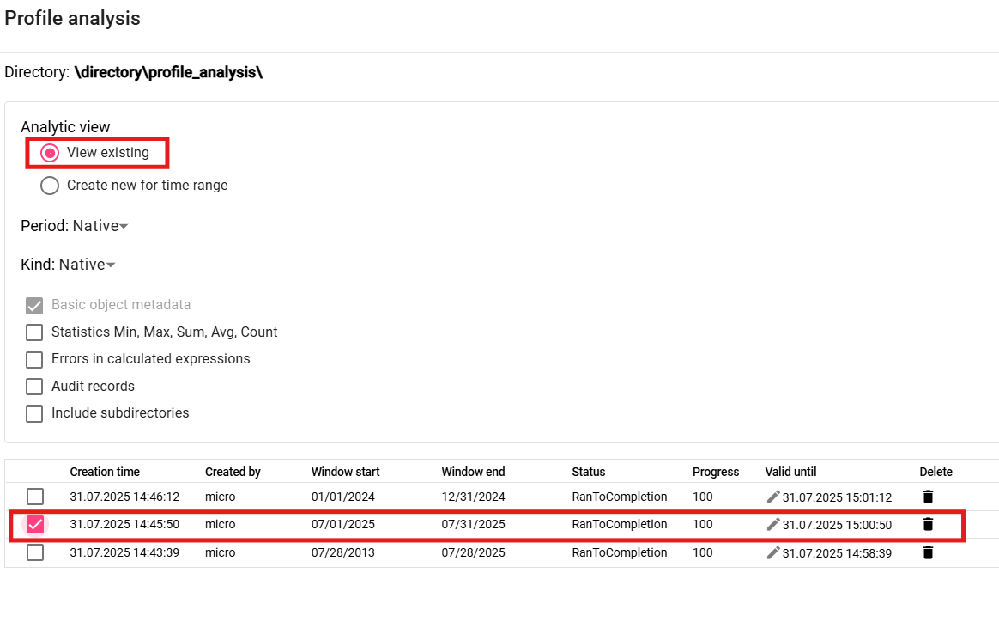 Profile analysis
Directory: \directory\profile_analysis\
Analytic view
View existing
Create new for time range
Period: Native
Kind: Native
Basic object metadata
Statistics Min, Max, Sum, Avg, Count
Errors in calculated expressions
Audit records
Include subdirectories
Creation time Created by Window start Window end Status Progress Valid until Delete
31.07.2025 14:46:12 micro 01/01/2024 12/31/2024 RanToCompletion 100 31.07.2025 15:01:12
31.07.2025 14:45:50 micro 07/01/2025 07/31/2025 RanToCompletion 100 31.07.2025 15:00:50
31.07.2025 14:43:39 micro 07/28/2013 07/28/2025 RanToCompletion 100 31.07.2025 14:58:39